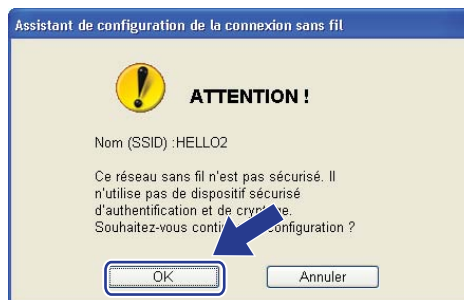 Assistant de configuration de la connexion sans fil
ATTENTION !
Nom (SSID) :HELLO2
Ce réseau sans fil n'est pas sécurisé. Il
n'utilise pas de dispositif sécurisé
d'authentification et de
Souhaitez-vous configuration ?
OK
Annuler